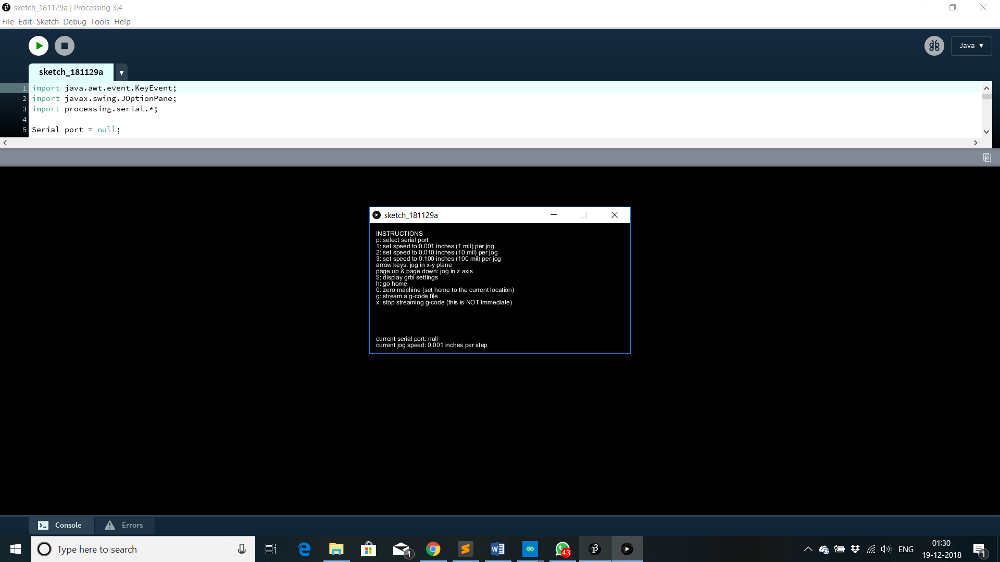 sketch_181129a | Processing 3.4
File Edit Sketch Debug Tools Help
Java ▼
sketch_181129a ▼
1 import java.awt.event.KeyEvent;
2 import javax.swing.JOptionPane;
3 import processing.serial.*;
4
5 Serial port = null;
sketch_181129a
INSTRUCTIONS
p: select serial port
1: set speed to 0.001 inches (1 mil) per jog
2: set speed to 0.010 inches (10 mil) per jog
3: set speed to 0.100 inches (100 mil) per jog
arrow keys: jog in x-y plane
page up & page down: jog in z axis
$: display grbl settings
h: go home
0: zero machine (set home to the current location)
g: stream a g-code file
x: stop streaming g-code (this is NOT immediate)
current serial port: null
current jog speed: 0.001 inches per step
Console Errors
Type here to search
1
43
ENG
01:30
19-12-2018
1